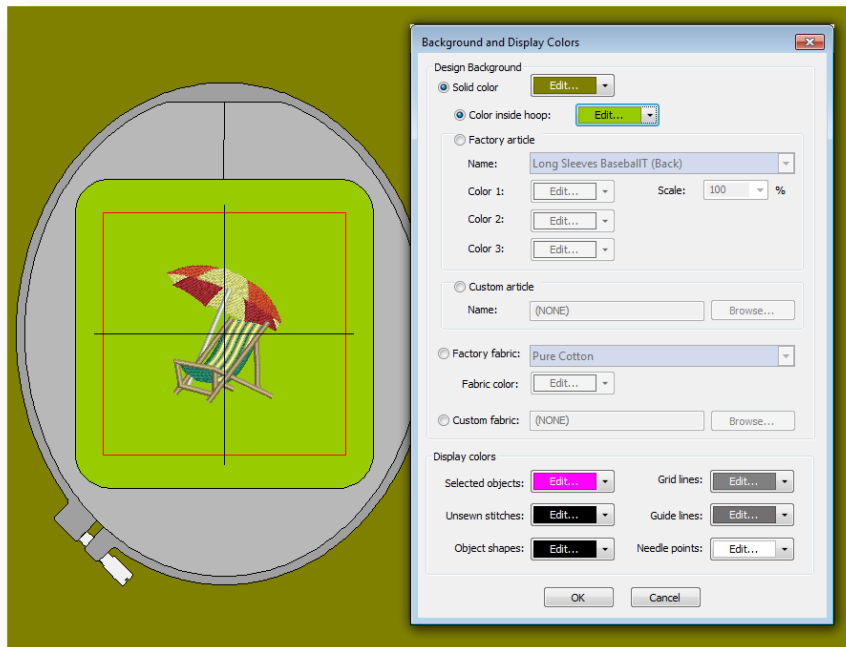 Background and Display Colors
Design Background
Solid color Edit...
Color inside hoop: Edit...
Factory article
Name: Long Sleeves BaseballT (Back)
Color 1: Edit... Scale: 100 %
Color 2: Edit...
Color 3: Edit...
Custom article
Name: (NONE) Browse...
Factory fabric: Pure Cotton
Fabric color: Edit...
Custom fabric: (NONE) Browse...
Display colors
Selected objects: Edit... Grid lines: Edit...
Unsewn stitches: Edit... Guide lines: Edit...
Object shapes: Edit... Needle points: Edit...
OK Cancel